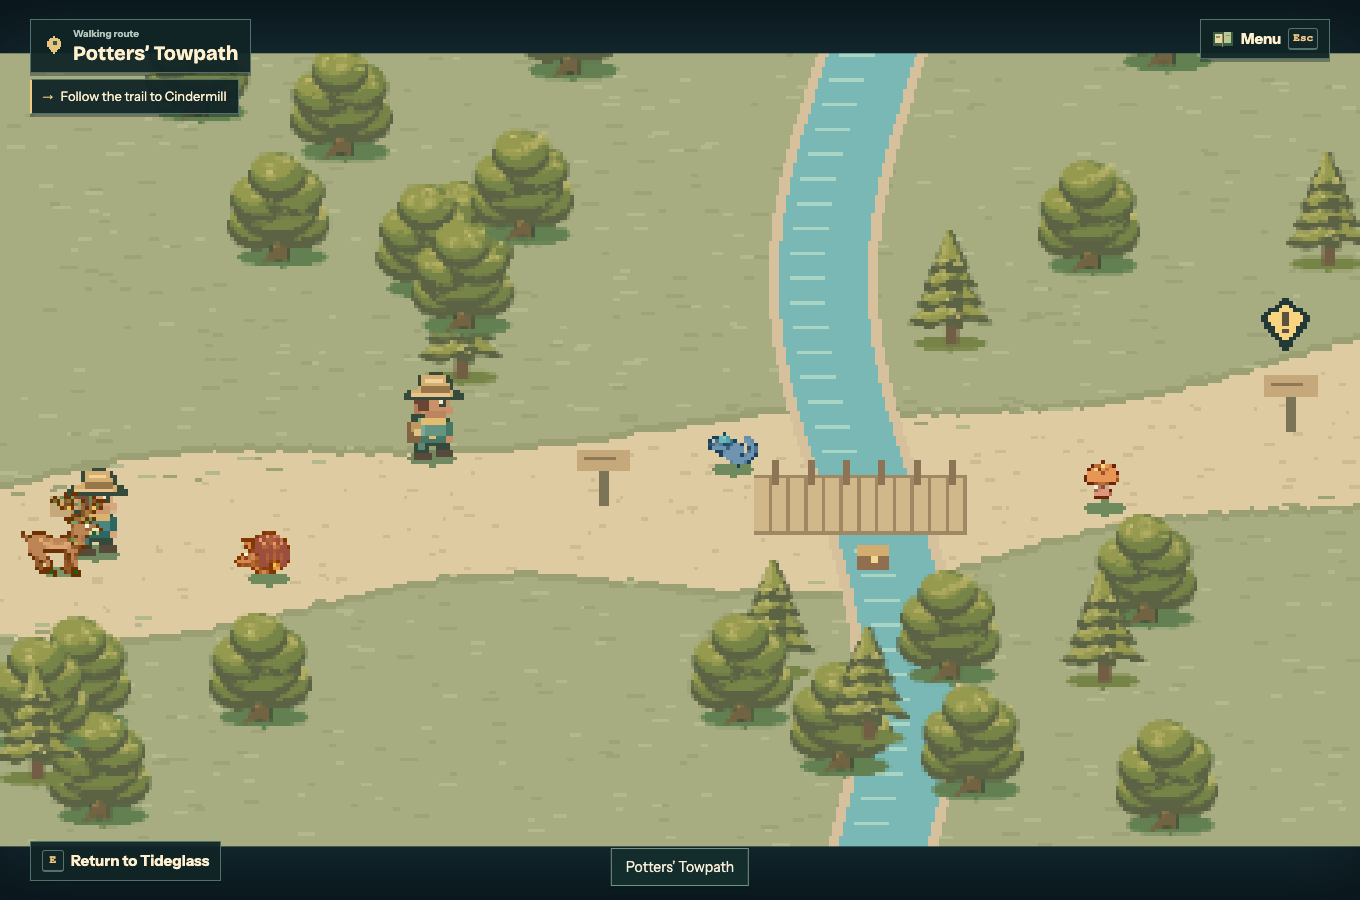 Walking route
Potters' Towpath
→ Follow the trail to Cindermill
Menu Esc
!
E Return to Tideglass
Potters' Towpath